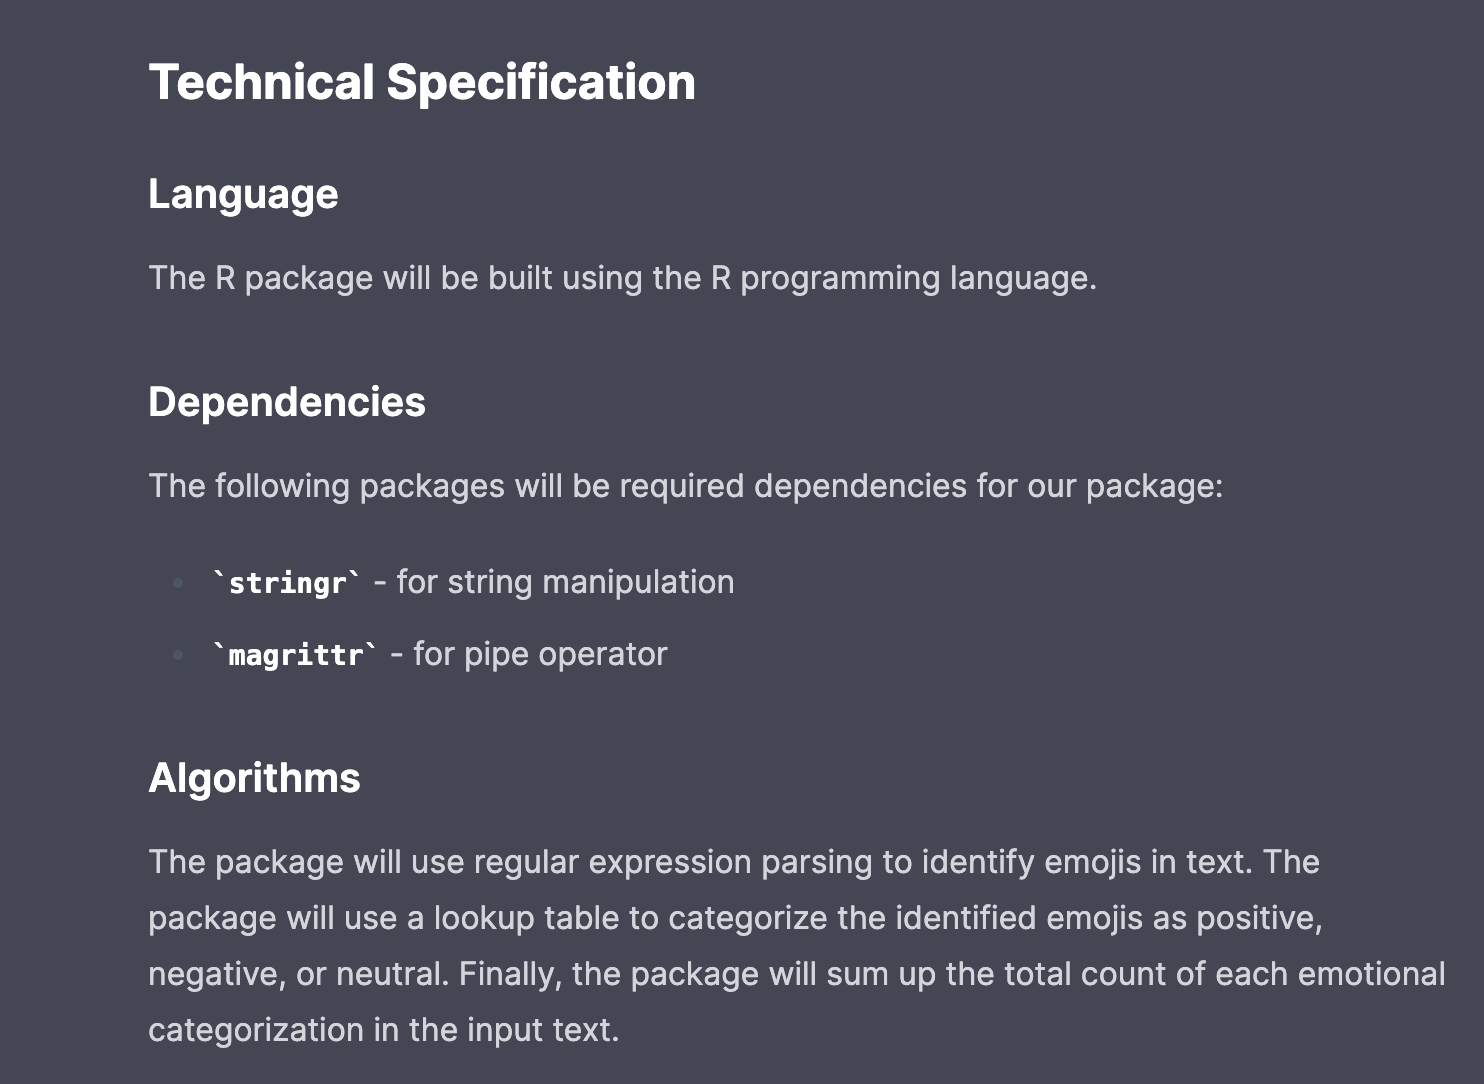 Technical Specification
Language
The R package will be built using the R programming language.
Dependencies
The following packages will be required dependencies for our package:
`stringr` - for string manipulation
`magrittr` - for pipe operator
Algorithms
The package will use regular expression parsing to identify emojis in text. The
package will use a lookup table to categorize the identified emojis as positive,
negative, or neutral. Finally, the package will sum up the total count of each emotional
categorization in the input text.